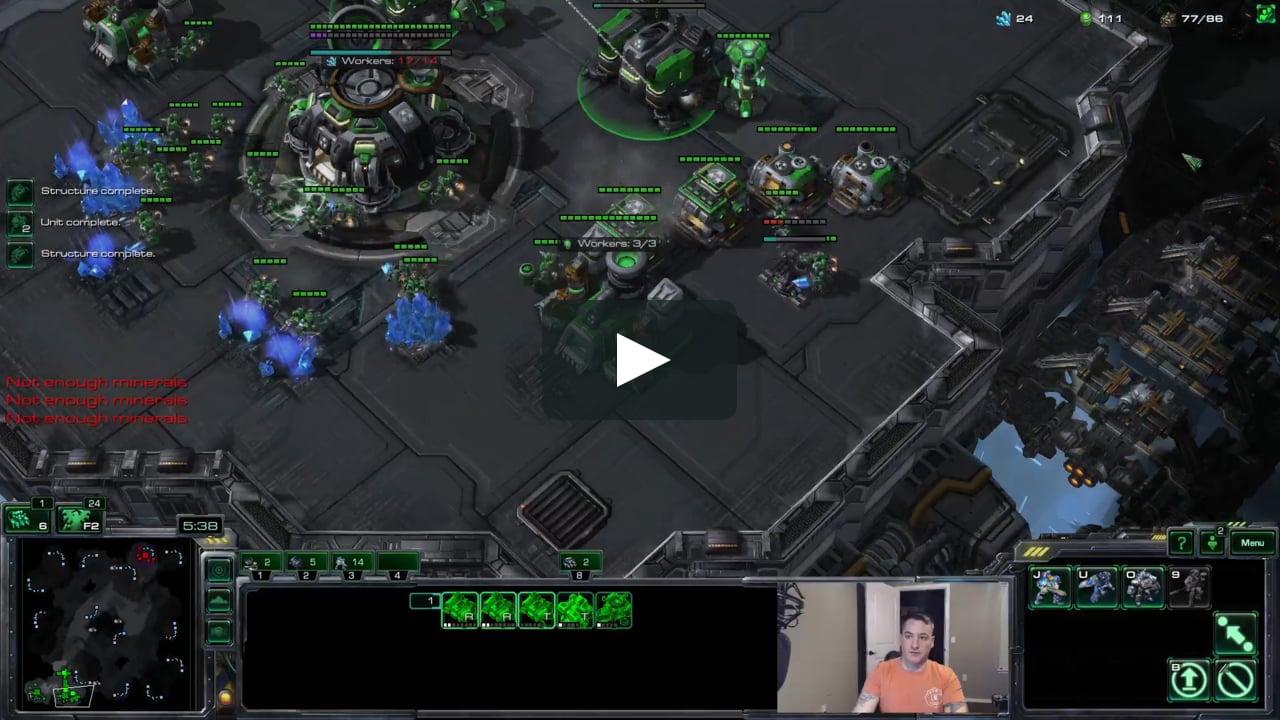 24 111 77/86
Workers: 17/14
Structure complete.
2 Unit complete.
Structure complete.
Workers: 3/3
Not enough minerals
Not enough minerals
Not enough minerals
1 24
6 F2
5:38
2 5 14 2
1 2 3 4 8
1
R R T T
? 2 Menu
J U O 9
B